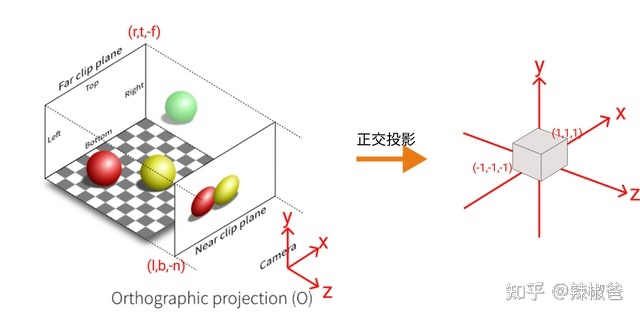 (r,t,-f)
Far clip plane
Top
Right
Left
Bottom
(l,b,-n)
Near clip plane
Camera
y
x
z
Orthographic projection (O)
正交投影
y
x
z
(1,1,1)
(-1,-1,-1)
知乎 @辣椒爸